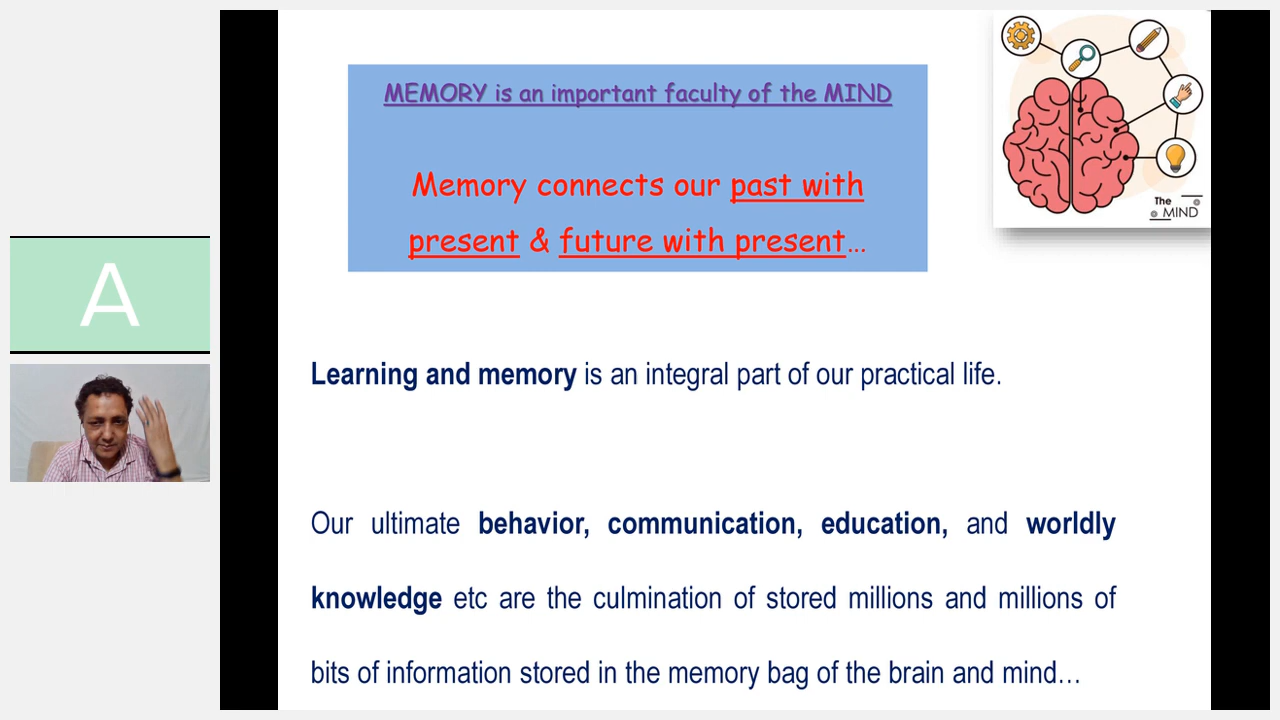 MEMORY is an important faculty of the MIND
Memory connects our past with
present & future with present...
The
MIND
A
Learning and memory is an integral part of our practical life.
Our ultimate behavior, communication, education, and worldly
knowledge etc are the culmination of stored millions and millions of
bits of information stored in the memory bag of the brain and mind…